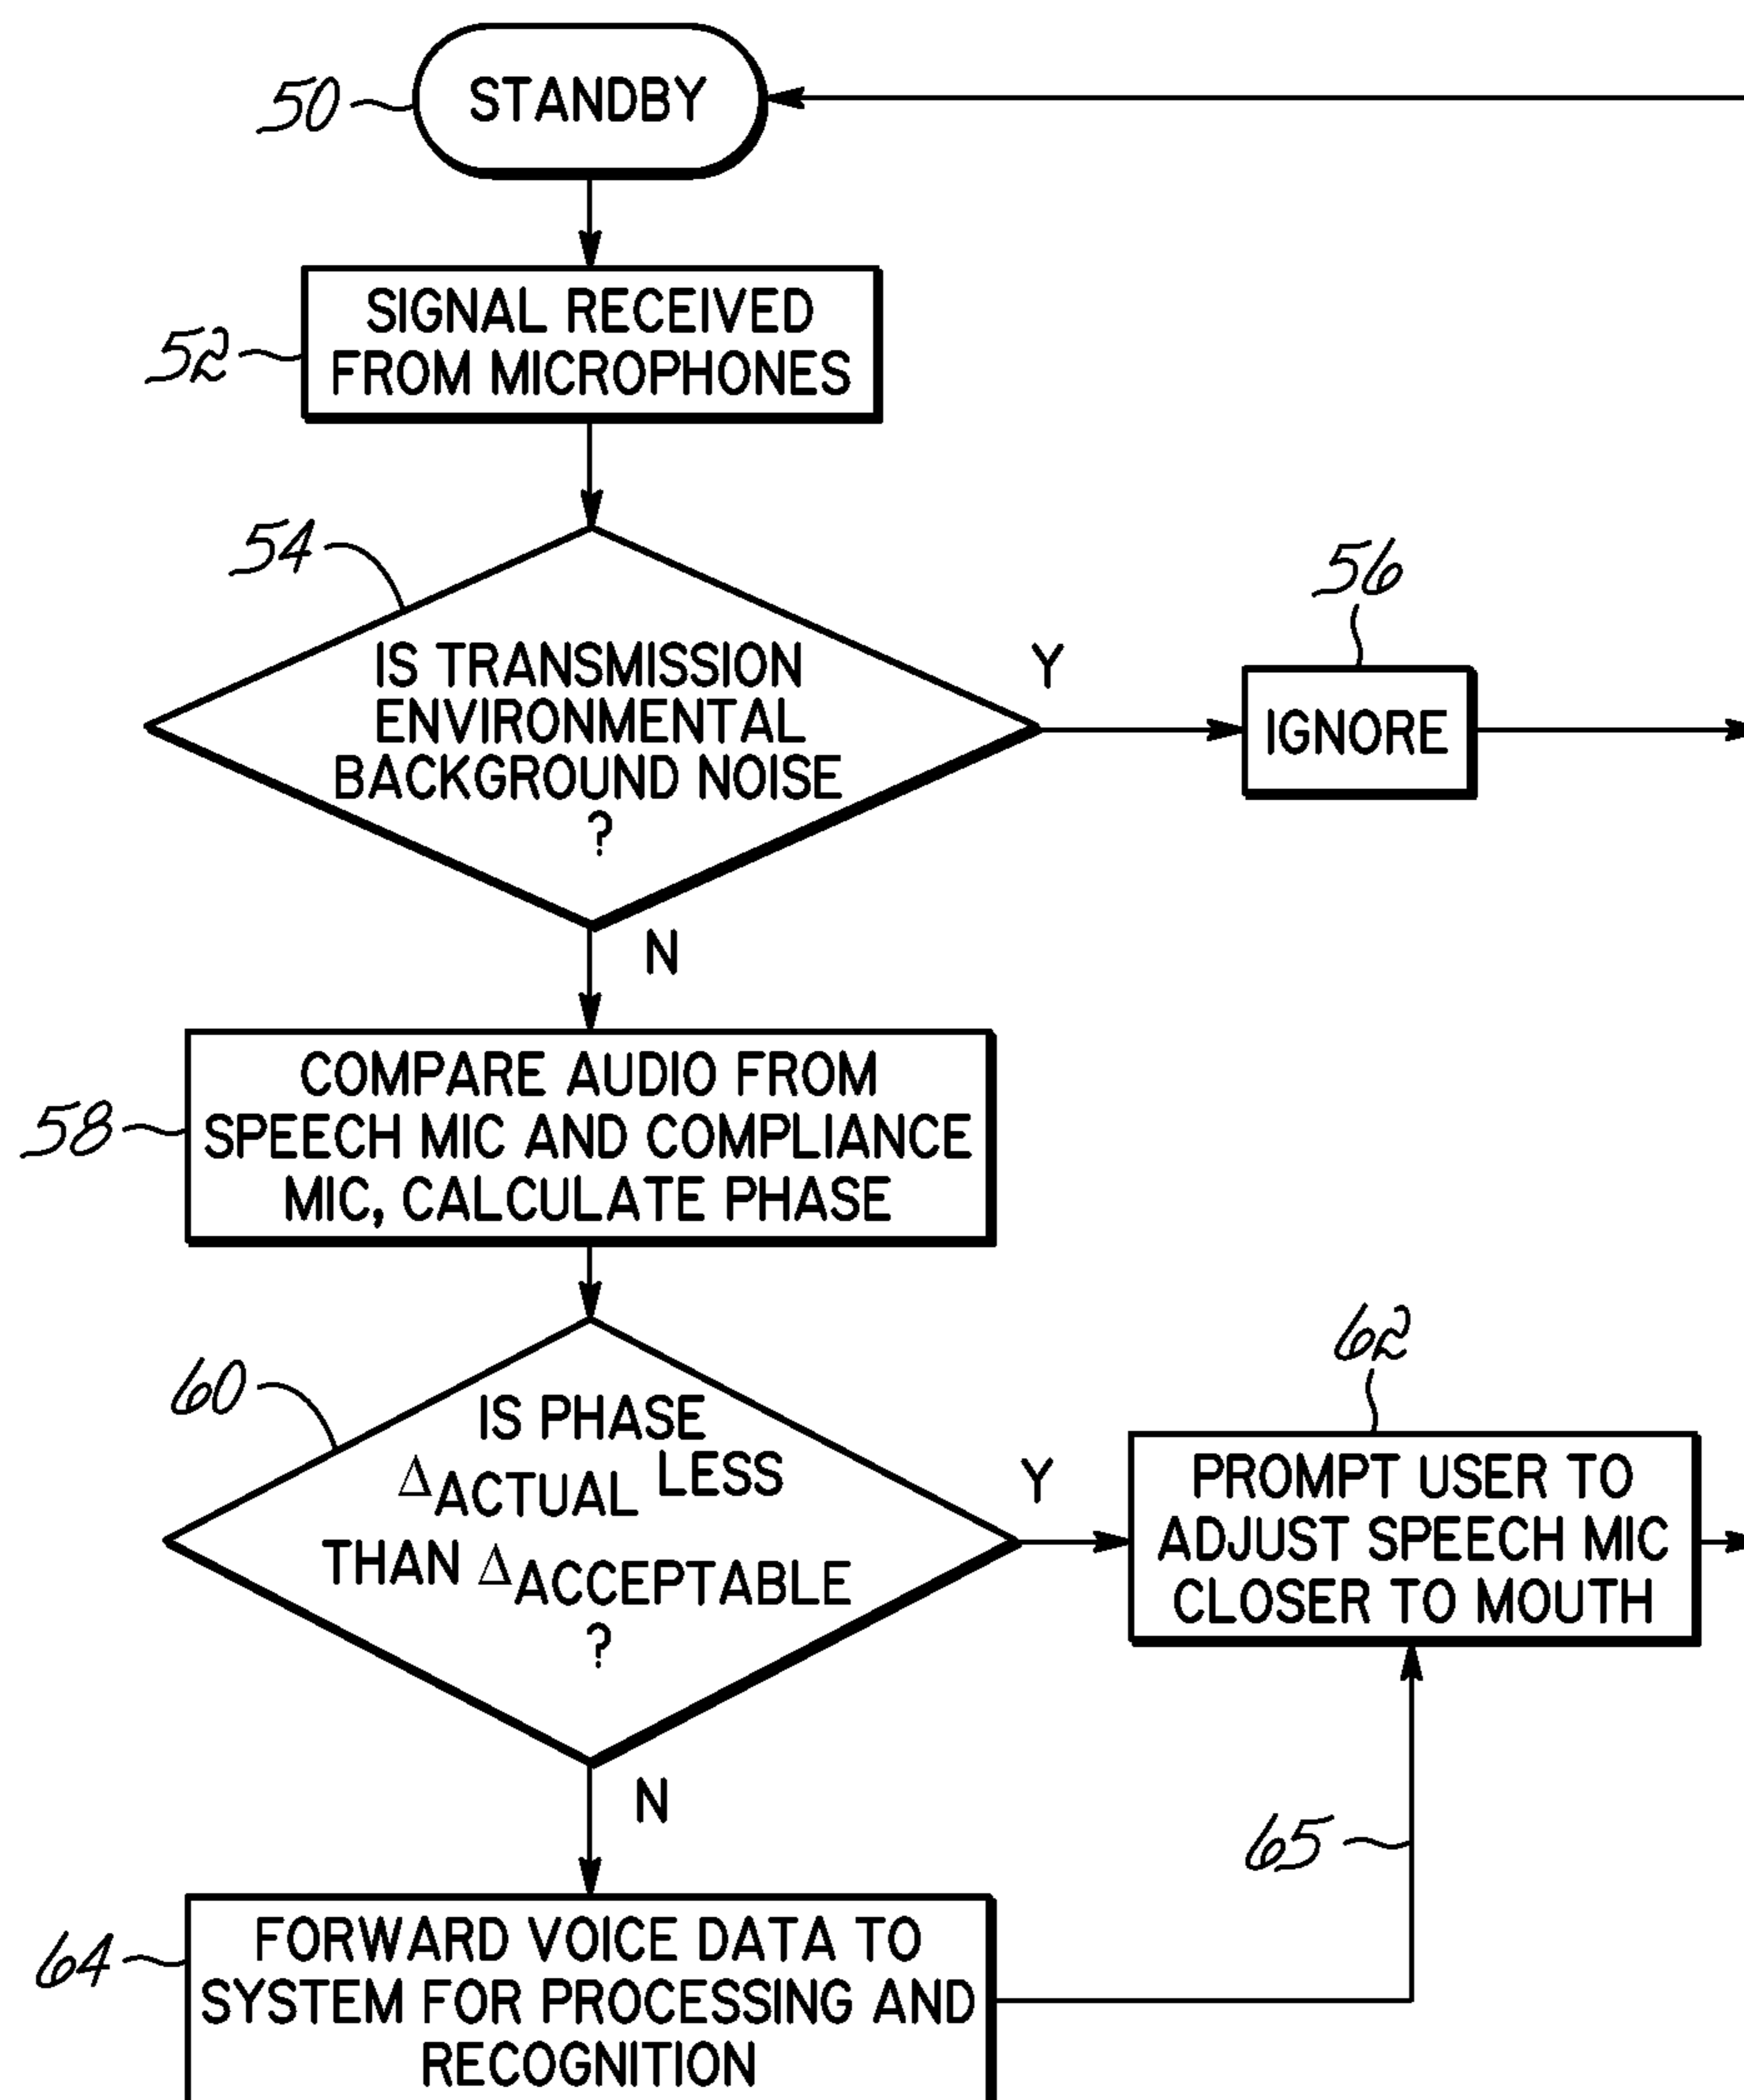 50
STANDBY
52
SIGNAL RECEIVED
FROM MICROPHONES
54
IS TRANSMISSION
ENVIRONMENTAL
BACKGROUND NOISE
?
Y
56
IGNORE
N
58
COMPARE AUDIO FROM
SPEECH MIC AND COMPLIANCE
MIC, CALCULATE PHASE
60
IS PHASE
Δ ACTUAL LESS
THAN Δ ACCEPTABLE
?
Y
62
PROMPT USER TO
ADJUST SPEECH MIC
CLOSER TO MOUTH
N
65
64
FORWARD VOICE DATA TO
SYSTEM FOR PROCESSING AND
RECOGNITION